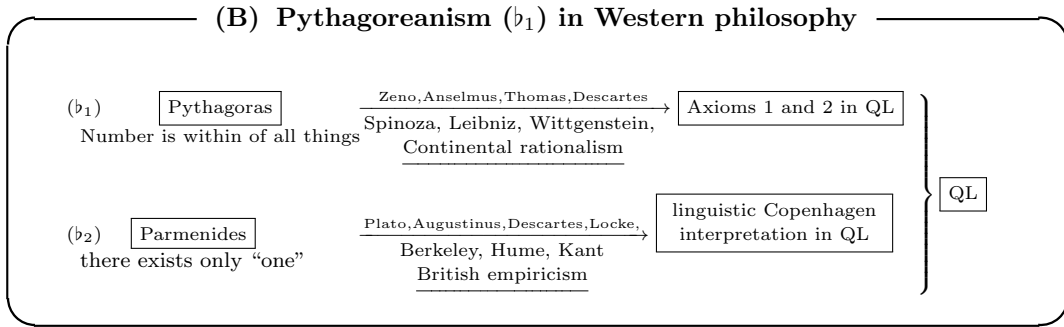 (B) Pythagoreanism (♭₁) in Western philosophy
(♭₁) Pythagoras
Number is within of all things
Zeno,Anselmus,Thomas,Descartes
Spinoza, Leibniz, Wittgenstein,
Continental rationalism
Axioms 1 and 2 in QL
(♭₂) Parmenides
there exists only “one”
Plato,Augustinus,Descartes,Locke,
Berkeley, Hume, Kant
British empiricism
linguistic Copenhagen
interpretation in QL
QL